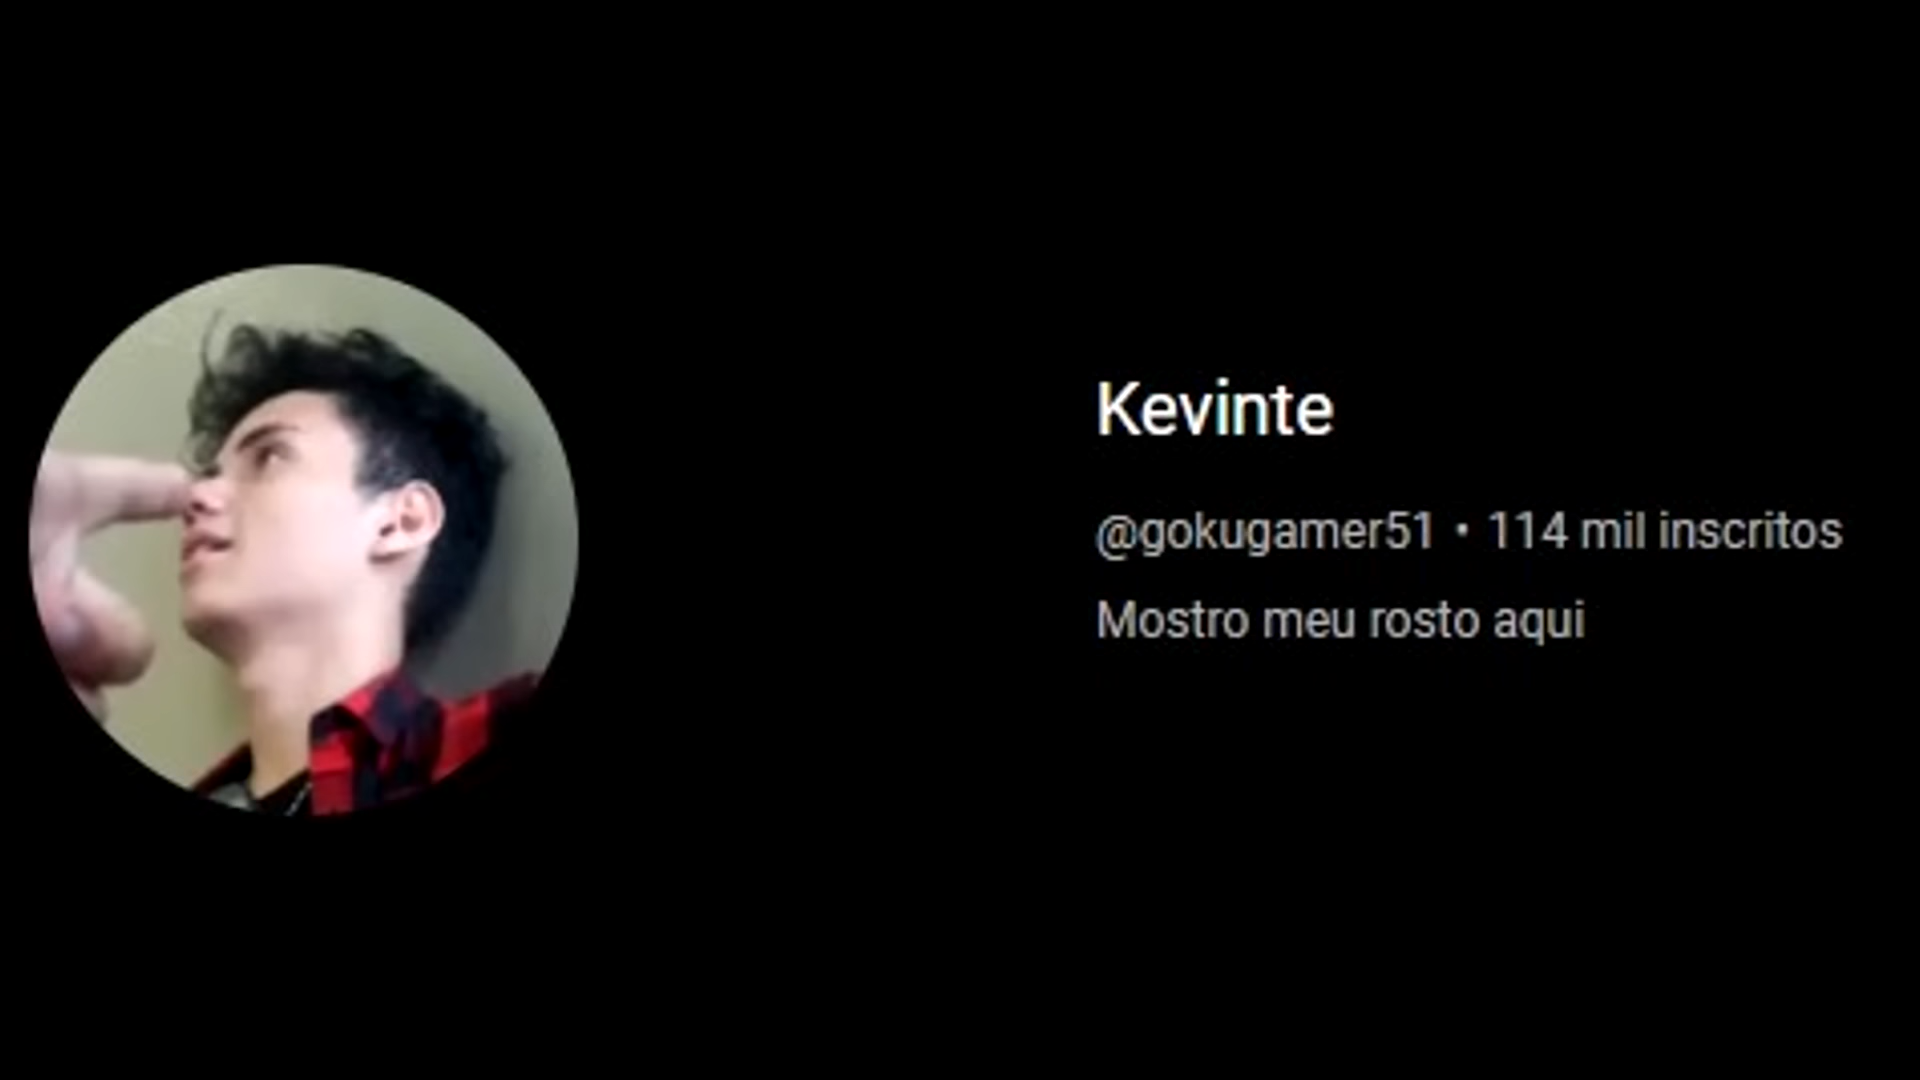 Kevinte
@gokugamer51 • 114 mil inscritos
Mostro meu rosto aqui